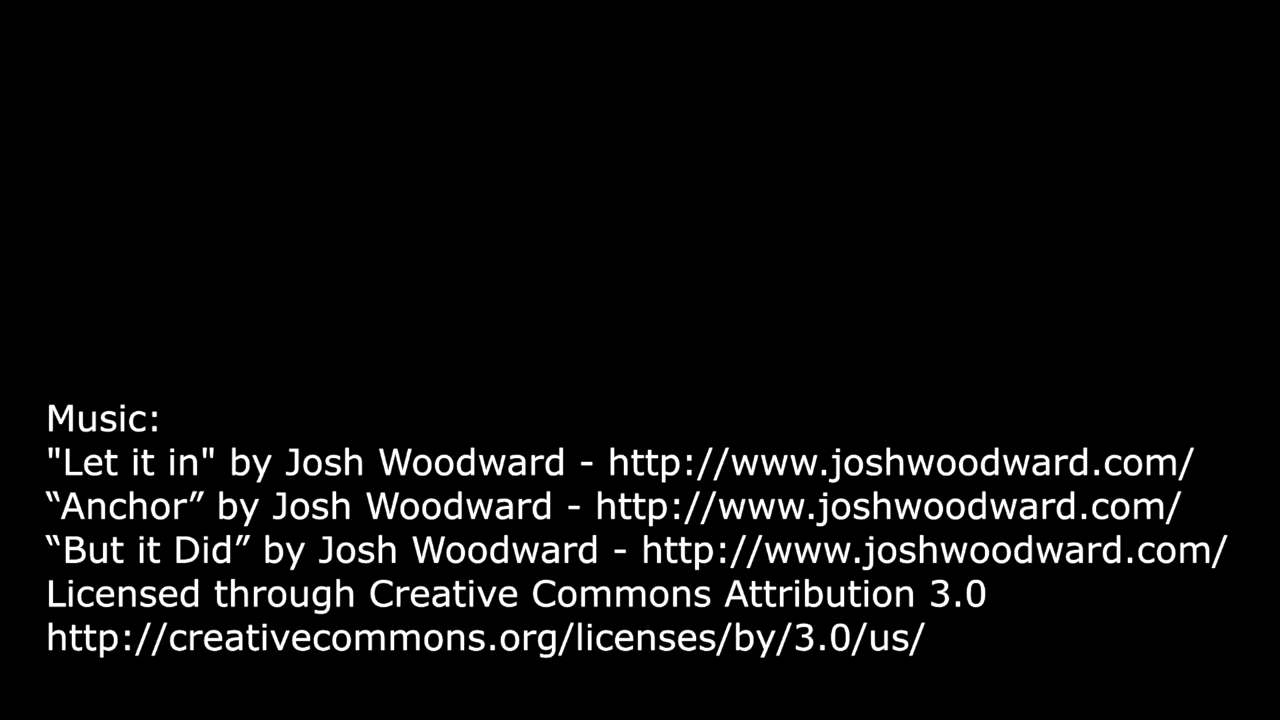 Music:
"Let it in" by Josh Woodward - http://www.joshwoodward.com/
“Anchor” by Josh Woodward - http://www.joshwoodward.com/
“But it Did” by Josh Woodward - http://www.joshwoodward.com/
Licensed through Creative Commons Attribution 3.0
http://creativecommons.org/licenses/by/3.0/us/